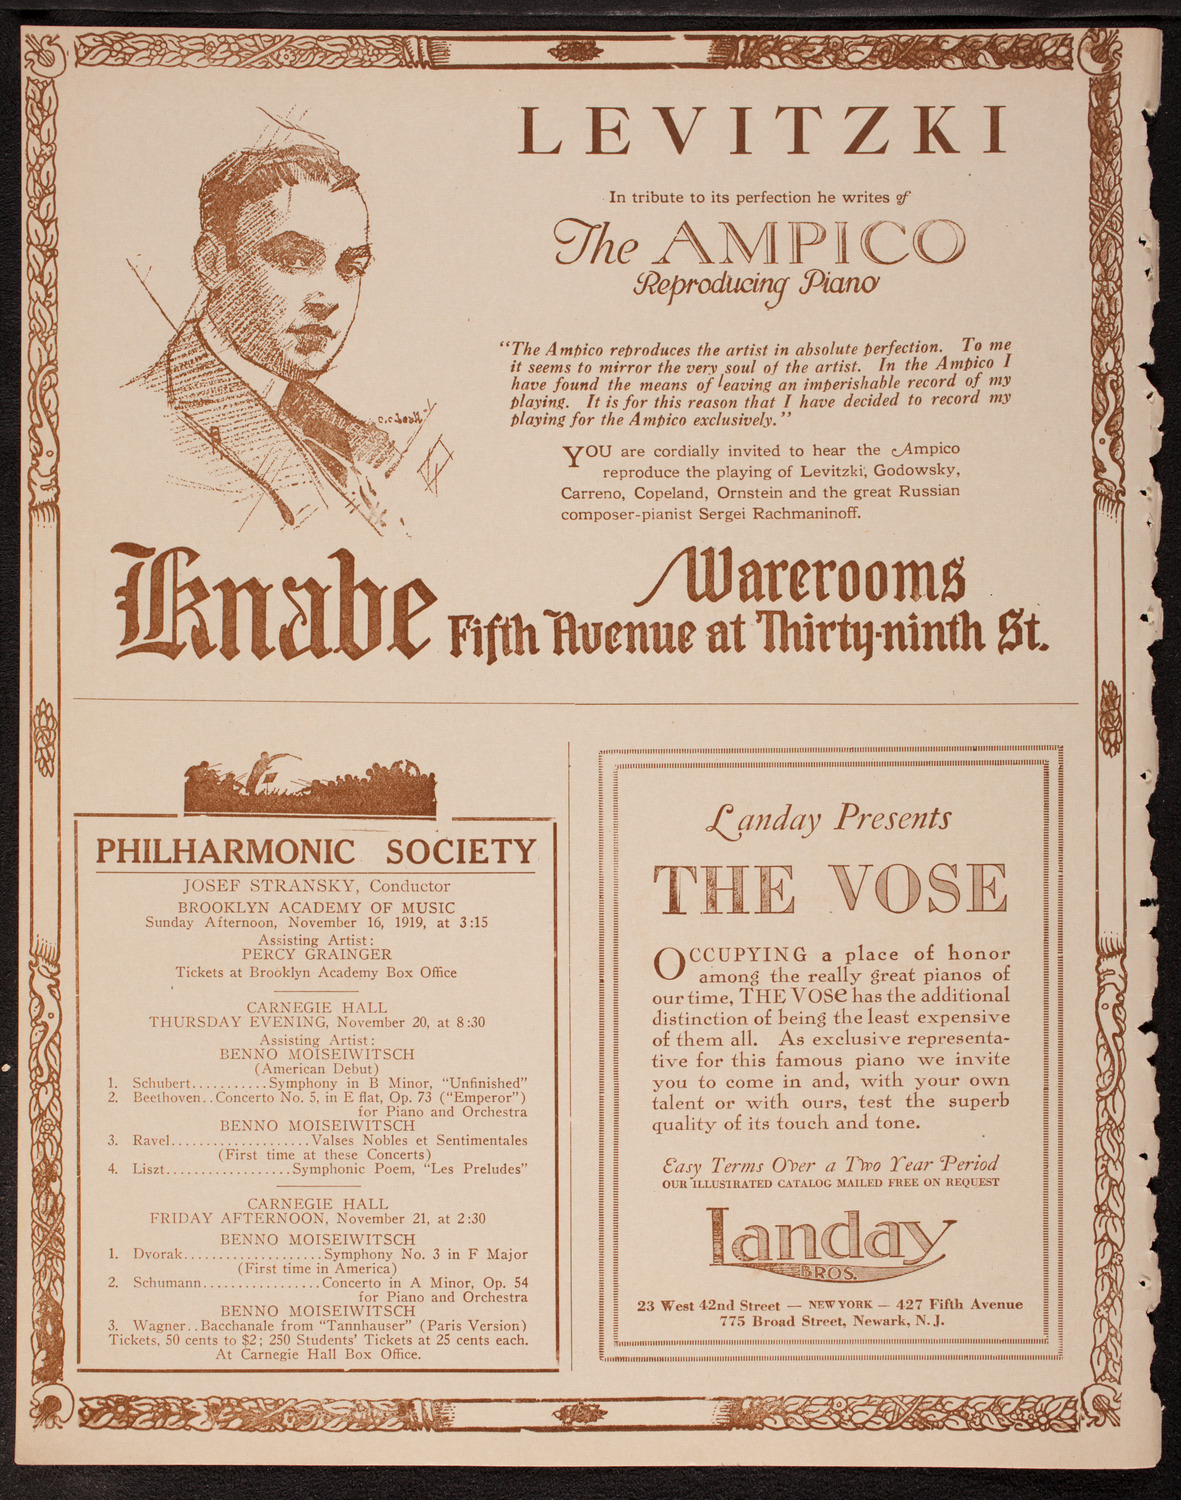 LEVITZKI
In tribute to its perfection he writes of
The AMPICO
Reproducing Piano
"The Ampico reproduces the artist in absolute perfection. To me
it seems to mirror the very soul of the artist. In the Ampico I
have found the means of leaving an imperishable record of my
playing. It is for this reason that I have decided to record my
playing for the Ampico exclusively."
YOU are cordially invited to hear the Ampico
reproduce the playing of Levitzki, Godowsky,
Carreno, Copeland, Ornstein and the great Russian
composer-pianist Sergei Rachmaninoff.
Knabe Warerooms
Fifth Avenue at Thirty-ninth St.
PHILHARMONIC SOCIETY
JOSEF STRANSKY, Conductor
BROOKLYN ACADEMY OF MUSIC
Sunday Afternoon, November 16, 1919, at 3:15
Assisting Artist:
PERCY GRAINGER
Tickets at Brooklyn Academy Box Office
CARNEGIE HALL
THURSDAY EVENING, November 20, at 8:30
Assisting Artist:
BENNO MOISEIWITSCH
(American Debut)
1. Schubert...........Symphony in B Minor, "Unfinished"
2. Beethoven..Concerto No. 5, in E flat, Op. 73 ("Emperor")
for Piano and Orchestra
BENNO MOISEIWITSCH
3. Ravel....................Valses Nobles et Sentimentales
(First time at these Concerts)
4. Liszt..................Symphonic Poem, "Les Preludes"
CARNEGIE HALL
FRIDAY AFTERNOON, November 21, at 2:30
BENNO MOISEIWITSCH
1. Dvorak....................Symphony No. 3 in F Major
(First time in America)
2. Schumann.................Concerto in A Minor, Op. 54
for Piano and Orchestra
BENNO MOISEIWITSCH
3. Wagner..Bacchanale from "Tannhauser" (Paris Version)
Tickets, 50 cents to $2; 250 Students' Tickets at 25 cents each.
At Carnegie Hall Box Office.
Landay Presents
THE VOSE
OCCUPYING a place of honor
among the really great pianos of
our time, THE VOSE has the additional
distinction of being the least expensive
of them all. As exclusive representa-
tive for this famous piano we invite
you to come in and, with your own
talent or with ours, test the superb
quality of its touch and tone.
Easy Terms Over a Two Year Period
OUR ILLUSTRATED CATALOG MAILED FREE ON REQUEST
Landay
BROS.
23 West 42nd Street — NEW YORK — 427 Fifth Avenue
775 Broad Street, Newark, N. J.